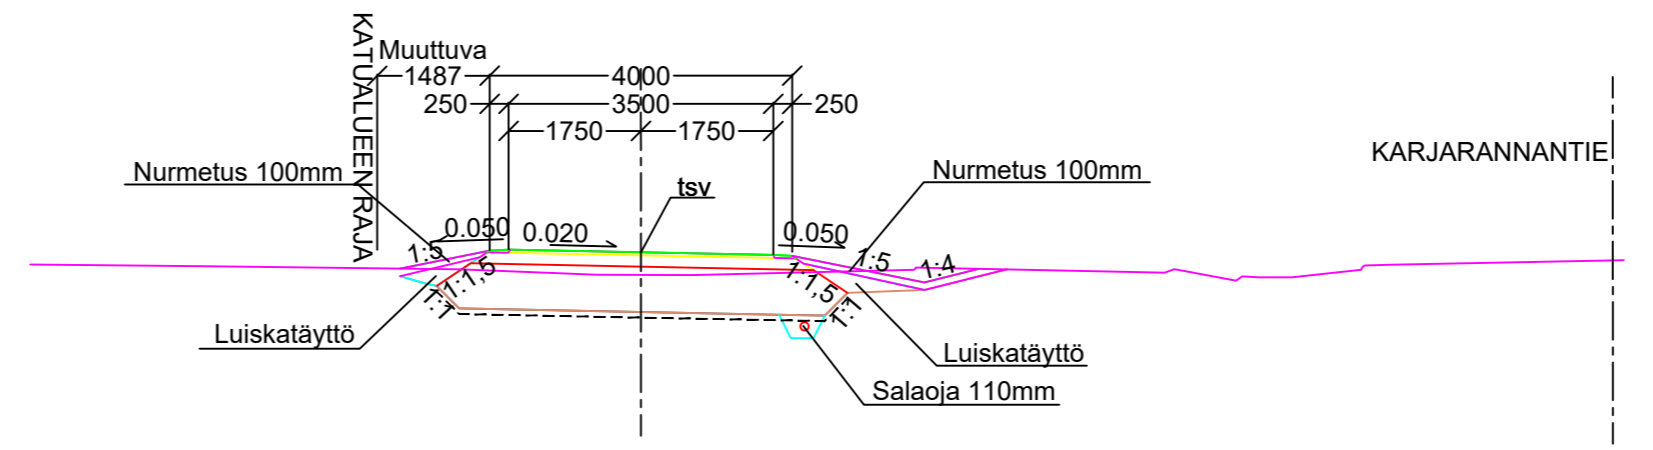 KATUALUEEN RAJA
Muuttuva
1487
4000
250
3500
250
1750
1750
KARJARANNANTIE
Nurmetus 100mm
Nurmetus 100mm
tsv
0.050
0.020
0.050
1:5
1:5
1:4
1:1,5
1:1,5
1:1
1:1
Luiskatäyttö
Luiskatäyttö
Salaoja 110mm